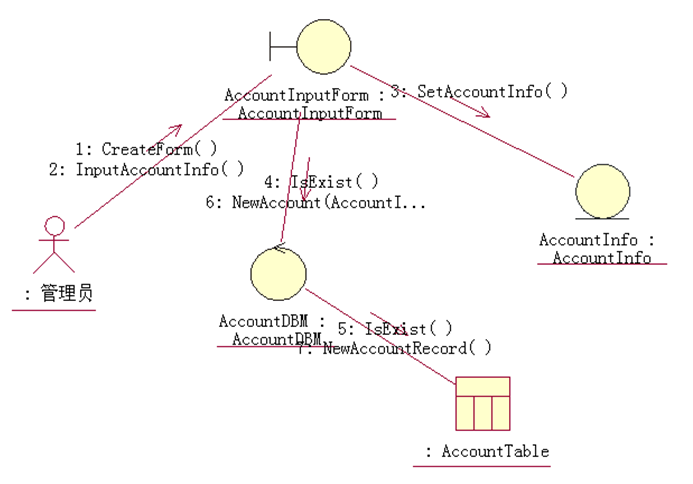 AccountInputForm :
AccountInputForm
3: SetAccountInfo( )
1: CreateForm( )
2: InputAccountInfo( )
4: IsExist( )
6: NewAccount(AccountI...
AccountInfo :
AccountInfo
: 管理员
AccountDBM :
AccountDBM
5: IsExist( )
7: NewAccountRecord( )
: AccountTable